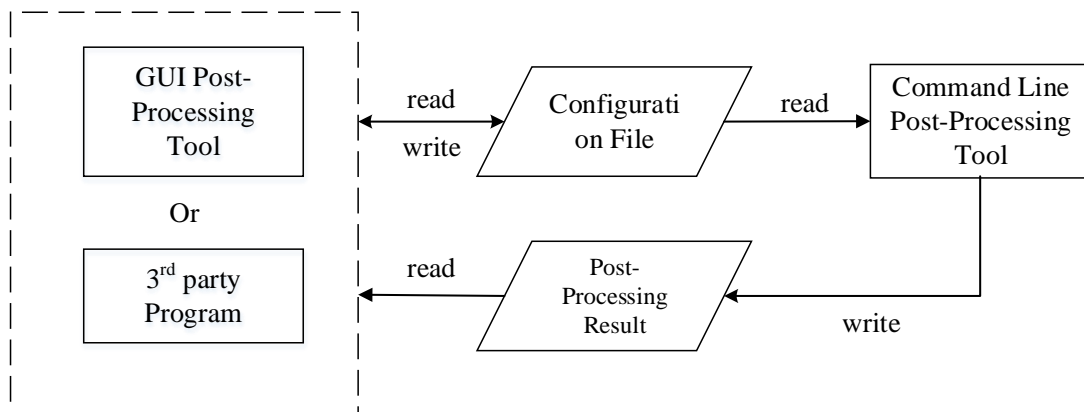 GUI Post-
Processing
Tool
Or
3rd party
Program
read
write
Configurati
on File
read
Command Line
Post-Processing
Tool
read
Post-
Processing
Result
write